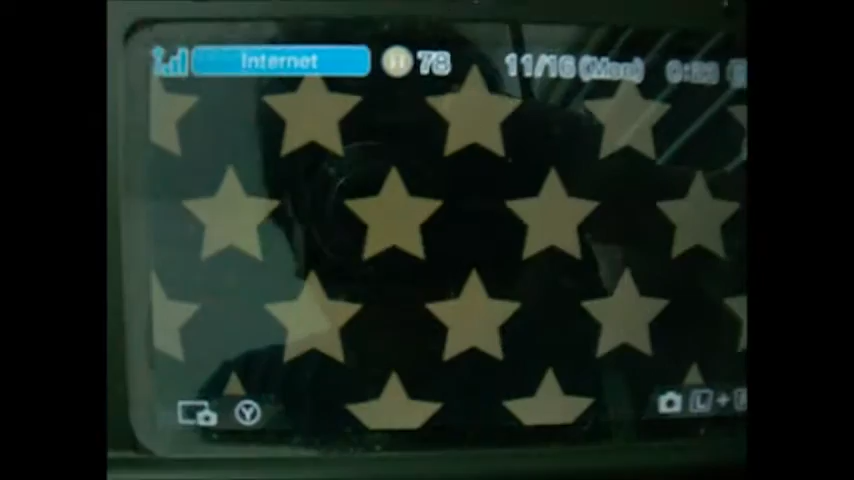 Internet 78 11/16(Mon)
Y L +